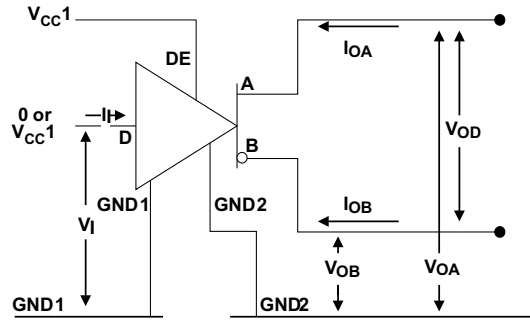 VCC1
DE
IOA
A
0 or
VCC1
II
D
VOD
B
GND1
GND2
IOB
VI
VOB
VOA
GND1
GND2